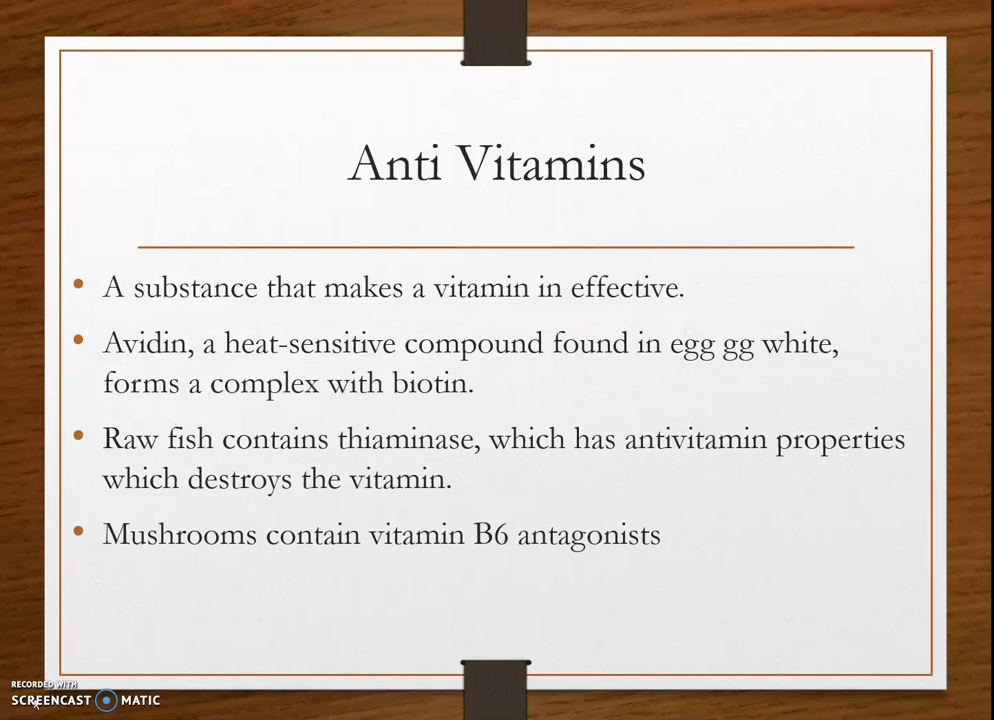 Anti Vitamins
A substance that makes a vitamin in effective.
Avidin, a heat-sensitive compound found in egg gg white,
forms a complex with biotin.
Raw fish contains thiaminase, which has antivitamin properties
which destroys the vitamin.
Mushrooms contain vitamin B6 antagonists
RECORDED WITH
SCREENCAST MATIC